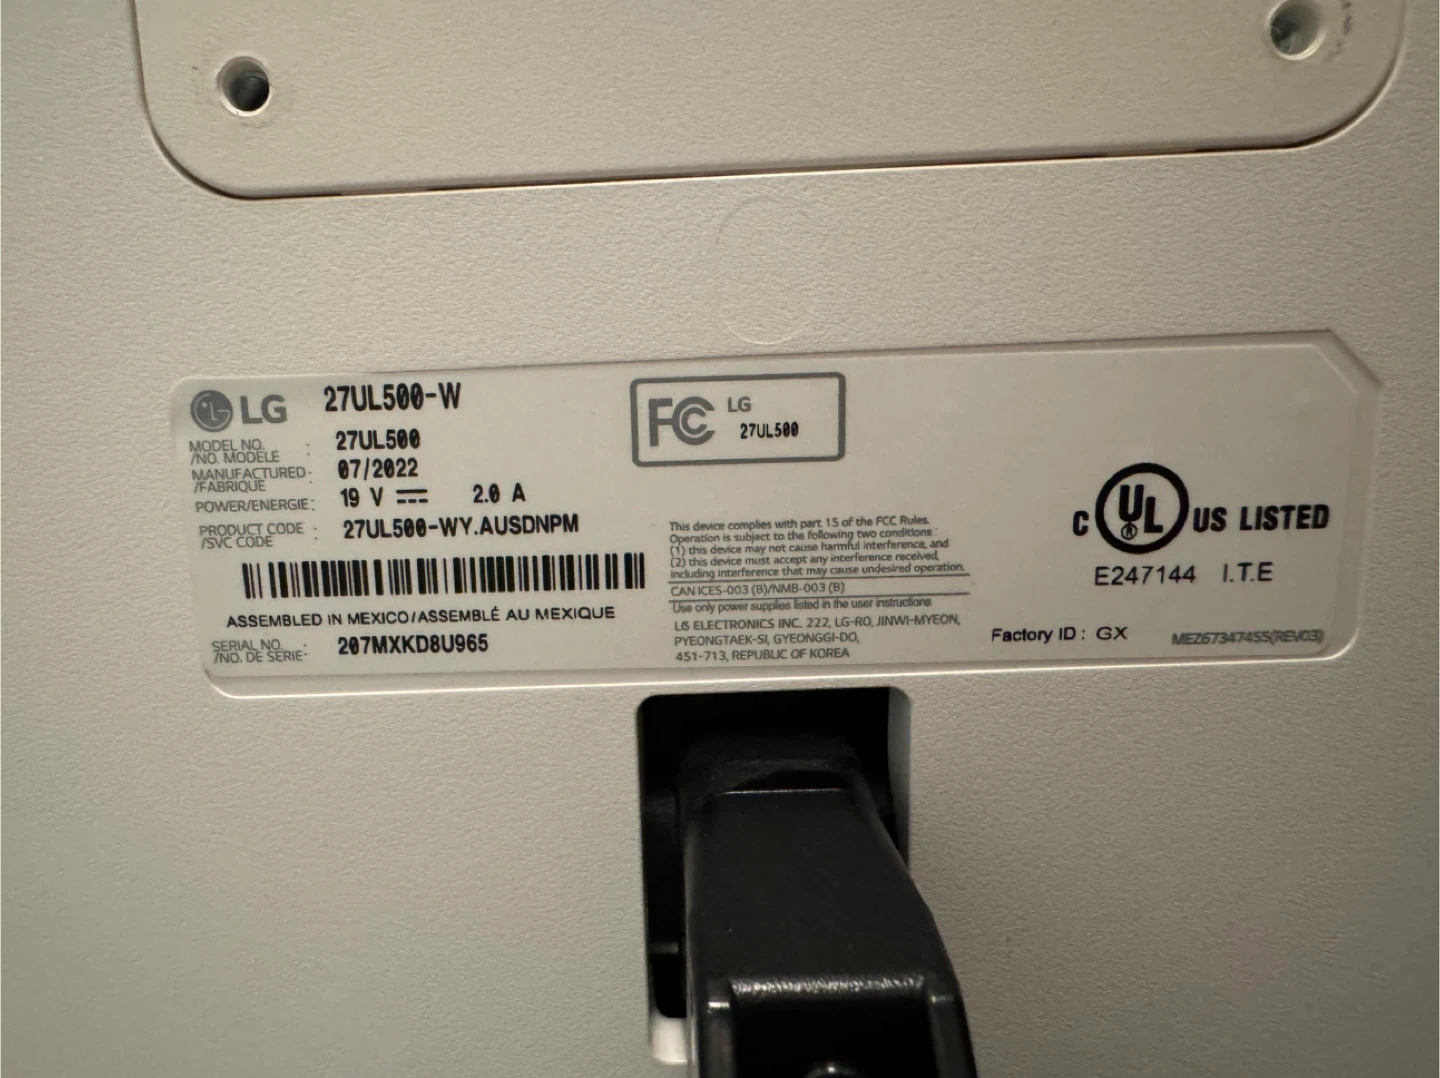 LG 27UL500-W
MODEL NO. : 27UL500
/NO. MODÈLE
MANUFACTURED : 07/2022
/FABRIQUE
POWER/ENERGIE : 19 V 2.0 A
PRODUCT CODE : 27UL500-WY.AUSDNPM
/SVC CODE
ASSEMBLED IN MEXICO/ASSEMBLÉ AU MEXIQUE
SERIAL NO. : 207MXKD8U965
/NO. DE SERIE
FC LG
27UL500
This device complies with part 15 of the FCC Rules.
Operation is subject to the following two conditions :
(1) this device may not cause harmful interference, and
(2) this device must accept any interference received,
including interference that may cause undesired operation.
CAN ICES-003 (B)/NMB-003 (B)
Use only power supplies listed in the user instructions
LG ELECTRONICS INC. 222, LG-RO, JINWI-MYEON,
PYEONGTAEK-SI, GYEONGGI-DO,
451-713, REPUBLIC OF KOREA
C UL ® US LISTED
E247144 I.T.E
Factory ID : GX
MEZ67347455(REV03)